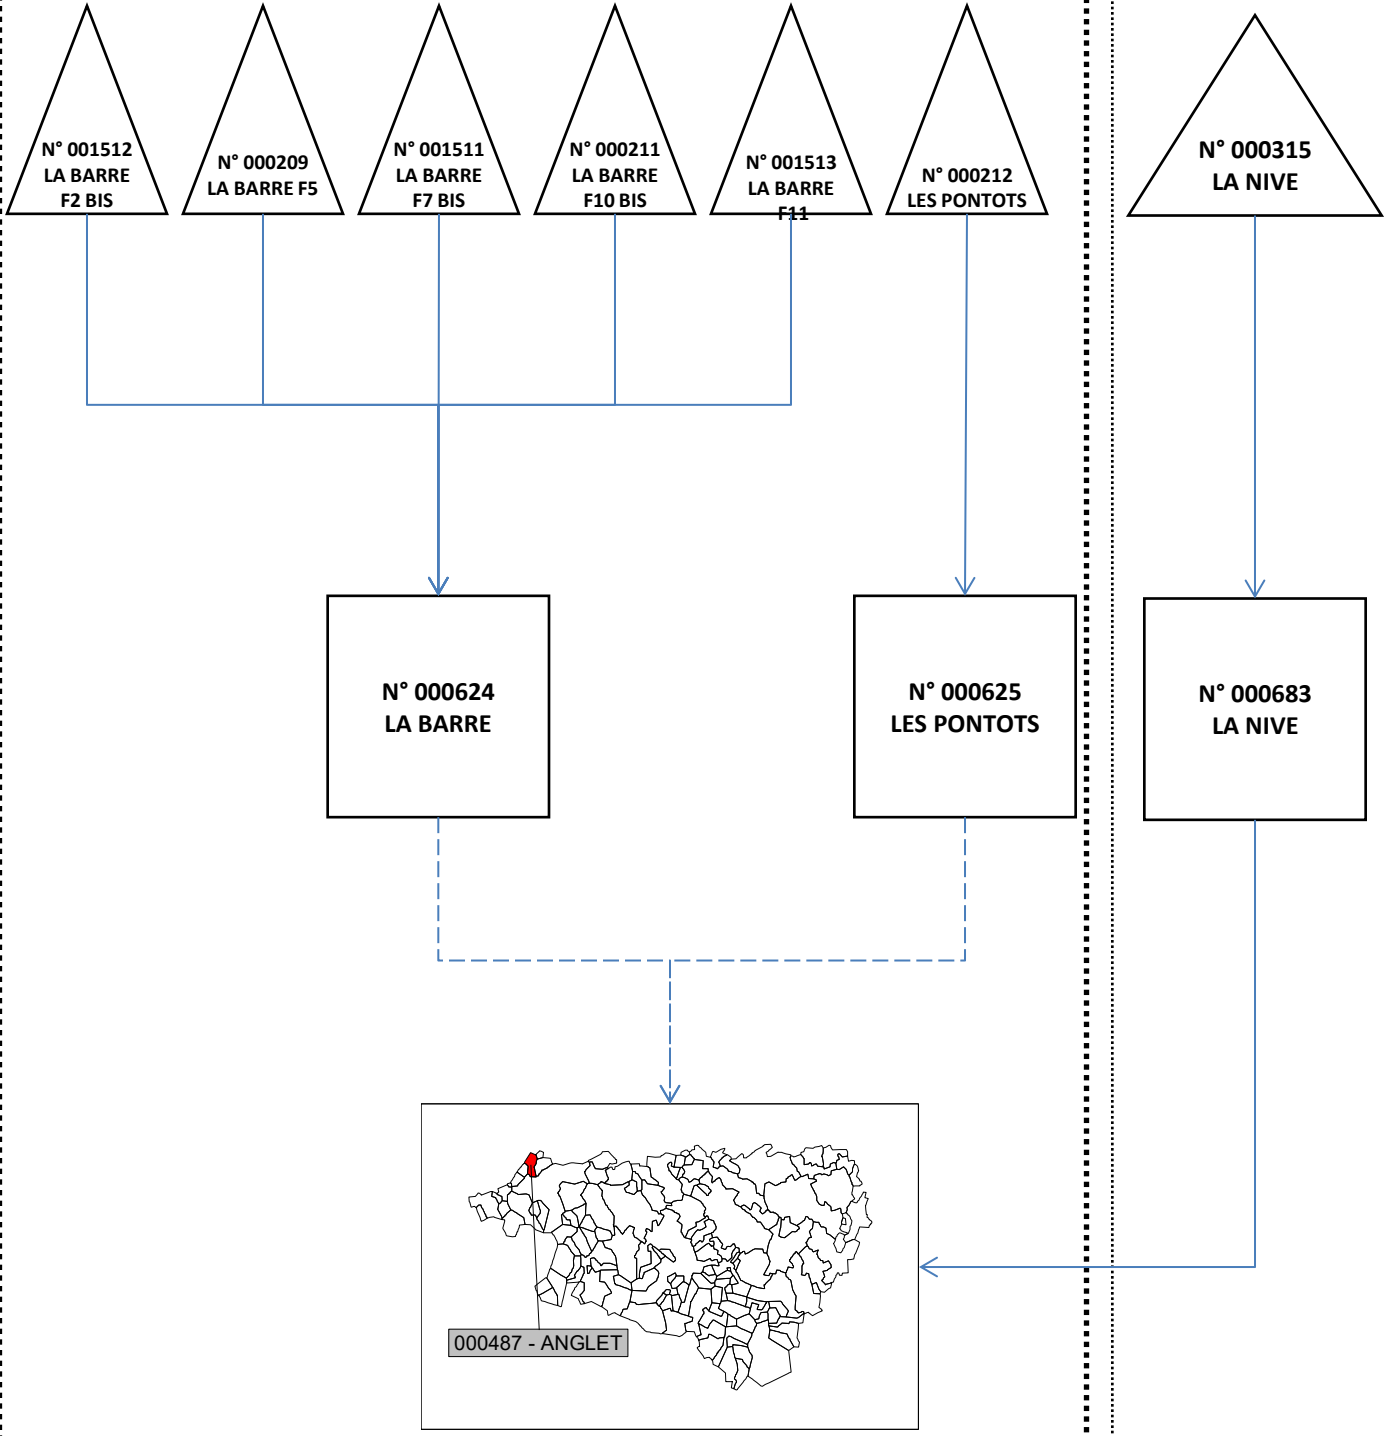 N° 001512
LA BARRE
F2 BIS
N° 000209
LA BARRE F5
N° 001511
LA BARRE
F7 BIS
N° 000211
LA BARRE
F10 BIS
N° 001513
LA BARRE
F11
N° 000212
LES PONTOTS
N° 000315
LA NIVE
N° 000624
LA BARRE
N° 000625
LES PONTOTS
N° 000683
LA NIVE
000487 - ANGLET